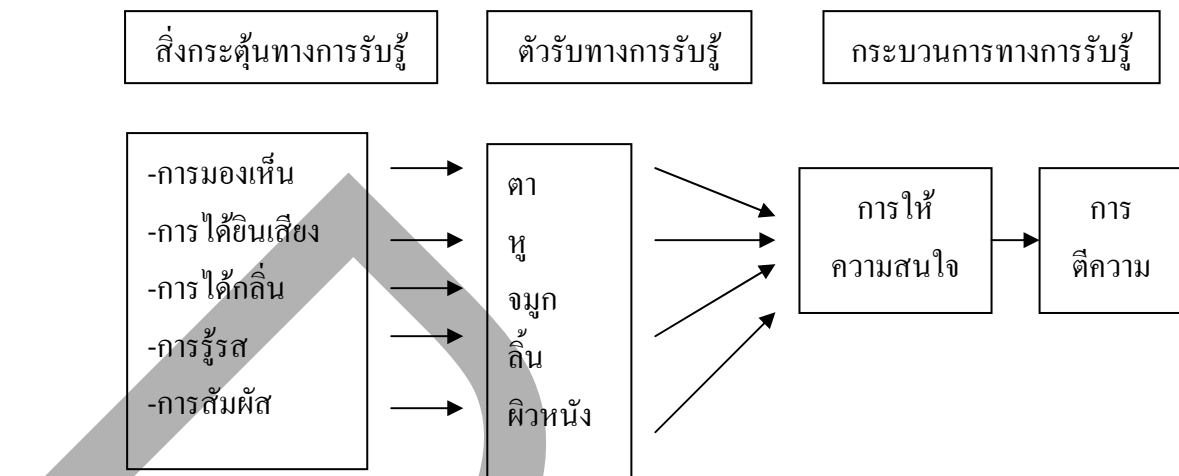 สิ่งกระตุ้นทางการรับรู้
ตัวรับทางการรับรู้
กระบวนการทางการรับรู้
-การมองเห็น
-การได้ยินเสียง
-การได้กลิ่น
-การรู้รส
-การสัมผัส
ตา
หู
จมูก
ลิ้น
ผิวหนัง
การให้
ความสนใจ
การ
ตีความ